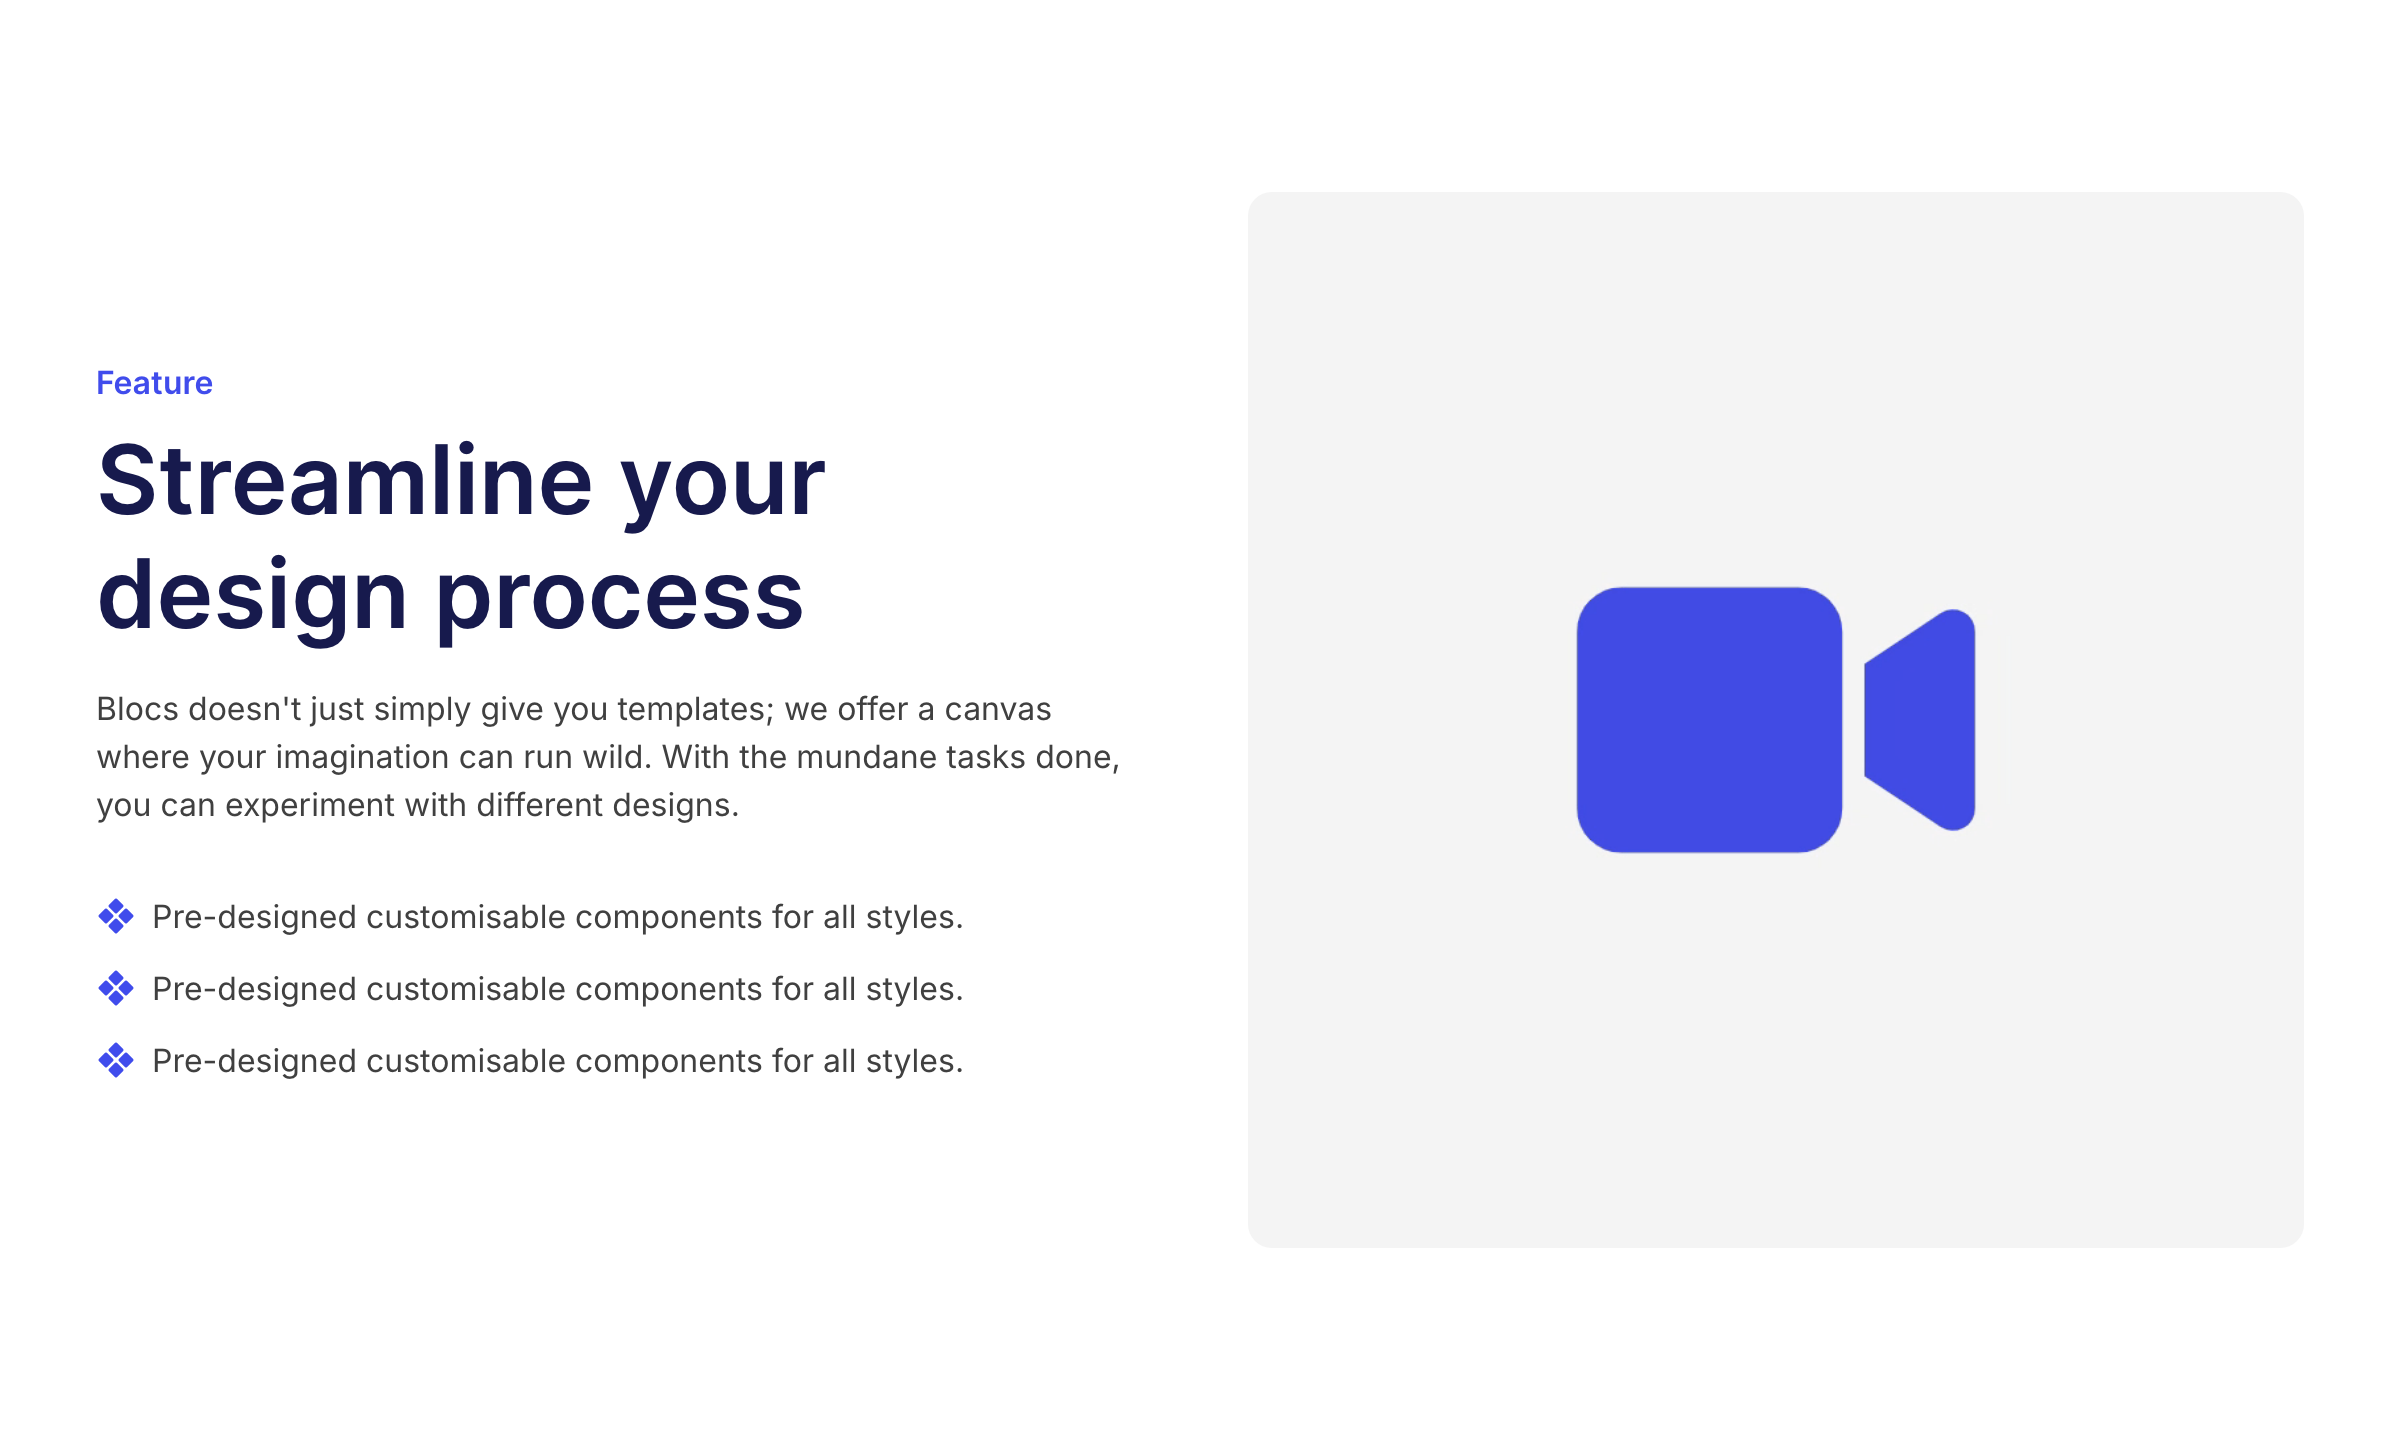 Feature
Streamline your
design process
Blocs doesn't just simply give you templates; we offer a canvas
where your imagination can run wild. With the mundane tasks done,
you can experiment with different designs.
Pre-designed customisable components for all styles.
Pre-designed customisable components for all styles.
Pre-designed customisable components for all styles.